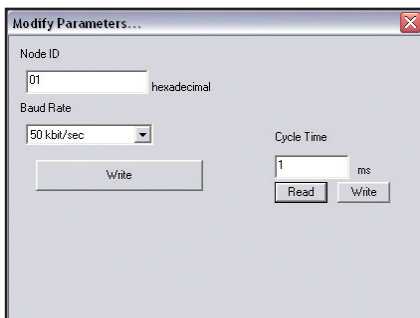 Modify Parameters...
Node ID
01
hexadecimal
Baud Rate
50 kbit/sec
Write
Cycle Time
1
ms
Read
Write